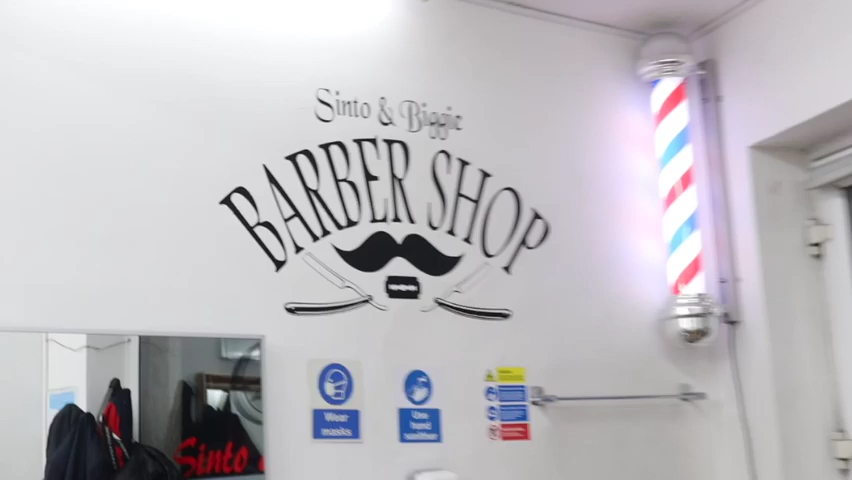 Sinto & Biggie
BARBER SHOP
Wear
masks
Use
hand
sanitiser
Sinto